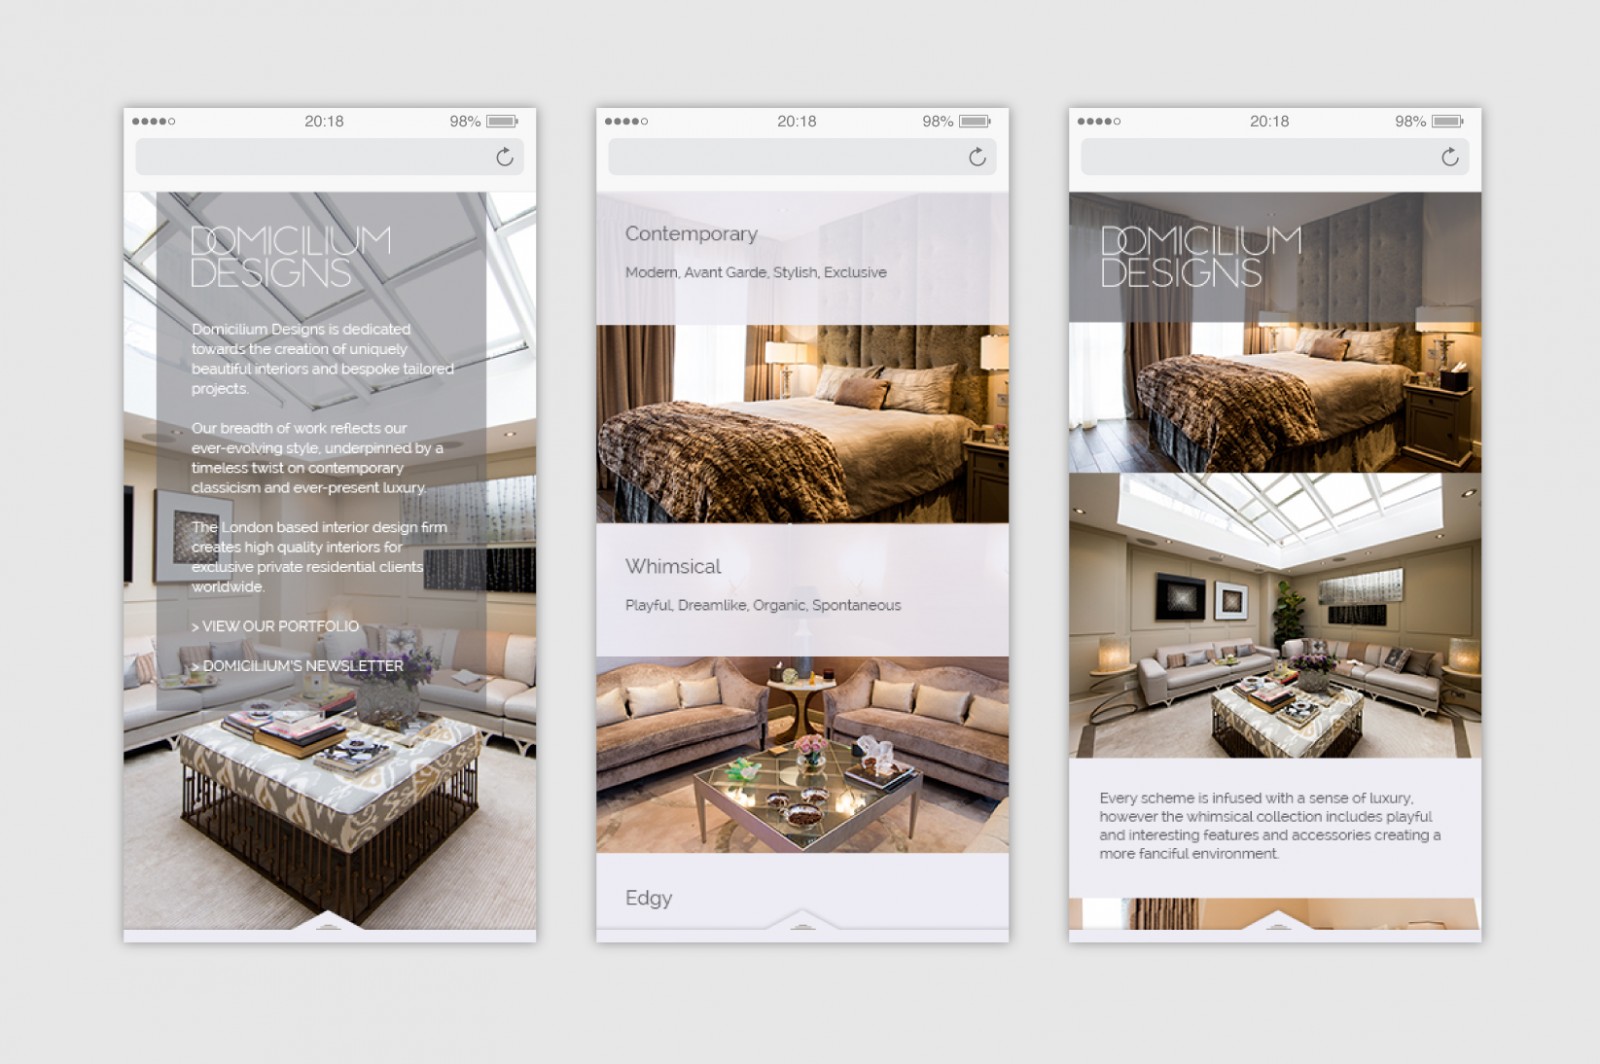 20:18
98%
DOMICILIUM
DESIGNS
Domicilium Designs is dedicated
towards the creation of uniquely
beautiful interiors and bespoke tailored
projects.
Our breadth of work reflects our
ever-evolving style, underpinned by a
timeless twist on contemporary
classicism and ever-present luxury.
The London based interior design firm
creates high quality interiors for
exclusive private residential clients
worldwide.
> VIEW OUR PORTFOLIO
> DOMICILIUM'S NEWSLETTER
20:18
98%
Contemporary
Modern, Avant Garde, Stylish, Exclusive
Whimsical
Playful, Dreamlike, Organic, Spontaneous
Edgy
20:18
98%
DOMICILIUM
DESIGNS
Every scheme is infused with a sense of luxury,
however the whimsical collection includes playful
and interesting features and accessories creating a
more fanciful environment.